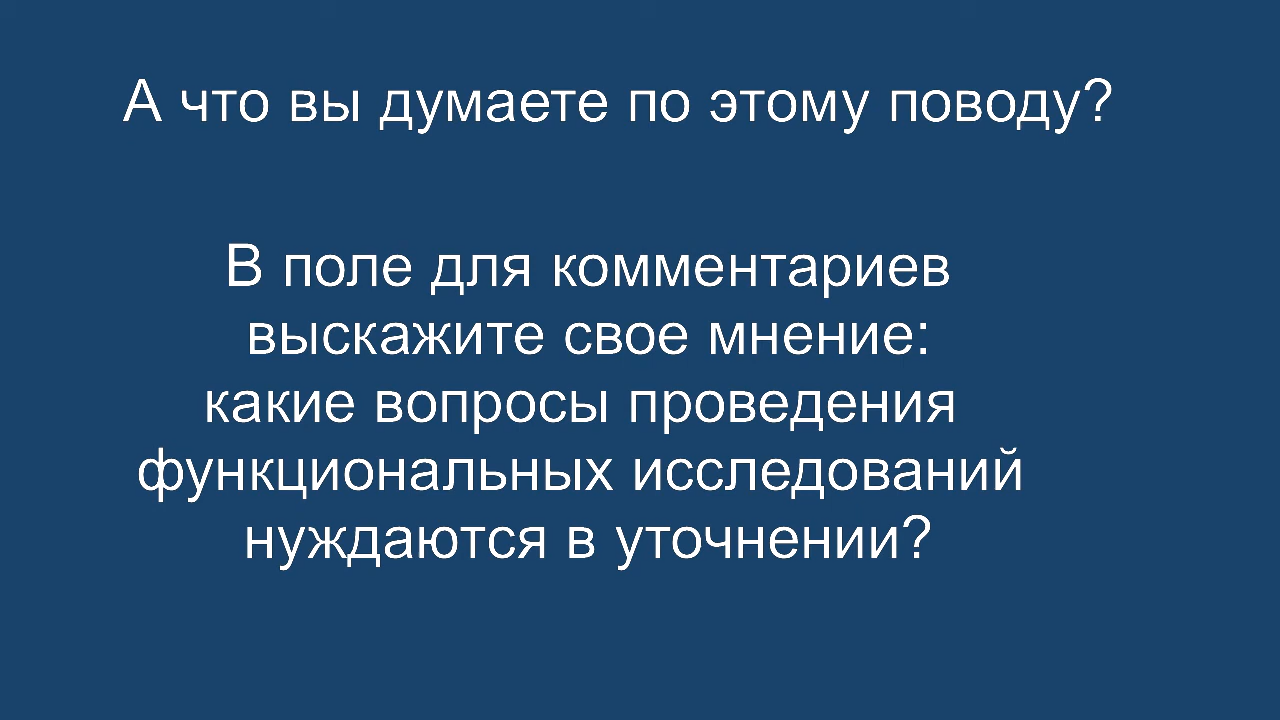 А что вы думаете по этому поводу?
В поле для комментариев
выскажите свое мнение:
какие вопросы проведения
функциональных исследований
нуждаются в уточнении?